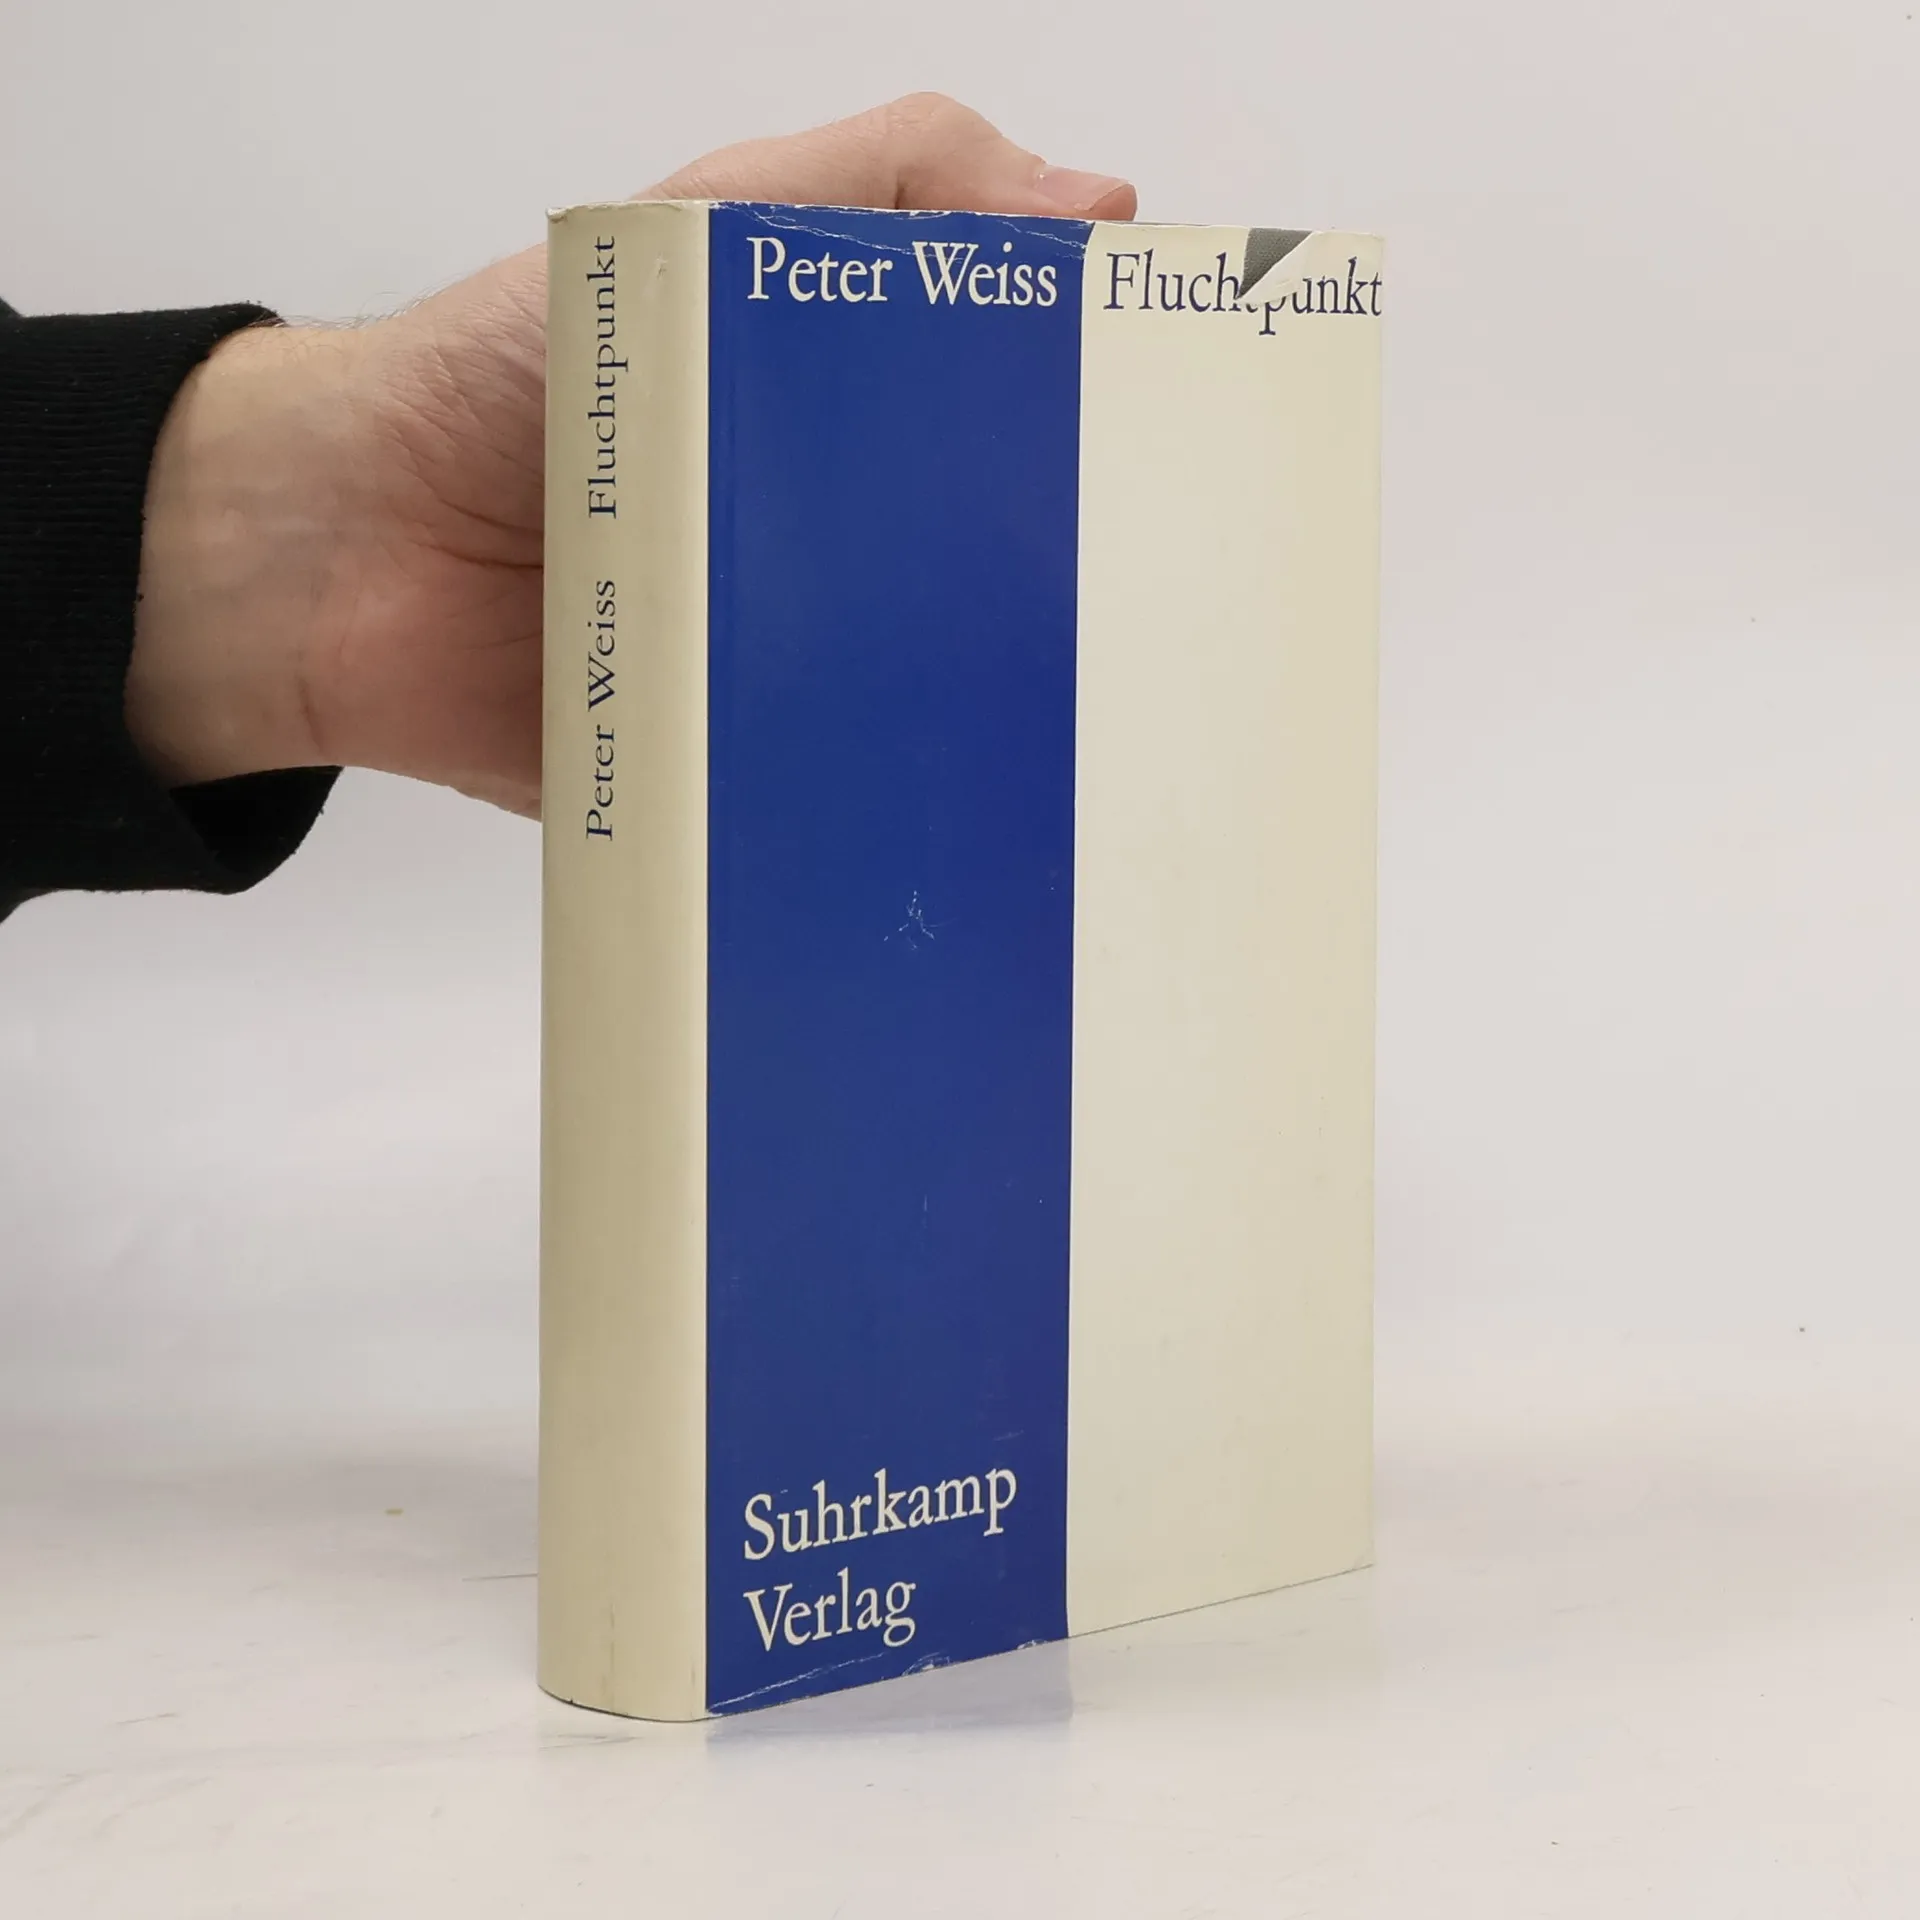 Peter Weiss Fluchtpunkt
Peter Weiss
Fluchtpunkt
Suhrkamp
Verlag